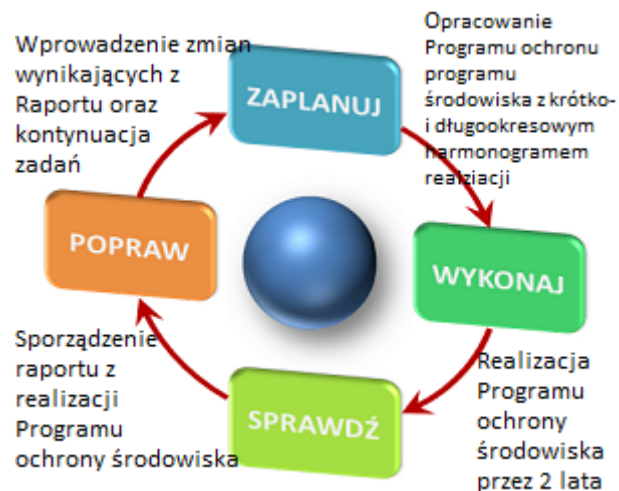 Wprowadzenie zmian
wynikających z
Raportu oraz
kontynuacja
zadań
ZAPLANUJ
Opracowanie
Programu ochronu
programu
środowiska z krótko-
i długookresowym
harmonogramem
realziacji
POPRAW
WYKONAJ
Sporządzenie
raportu z
realizacji
Programu
ochrony środowiska
SPRAWDŹ
Realizacja
Programu
ochrony
środowiska
przez 2 lata